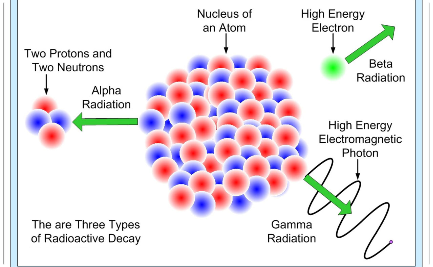 Nucleus of
an Atom
High Energy
Electron
Two Protons and
Two Neutrons
Beta
Radiation
Alpha
Radiation
High Energy
Electromagnetic
Photon
The are Three Types
of Radioactive Decay
Gamma
Radiation